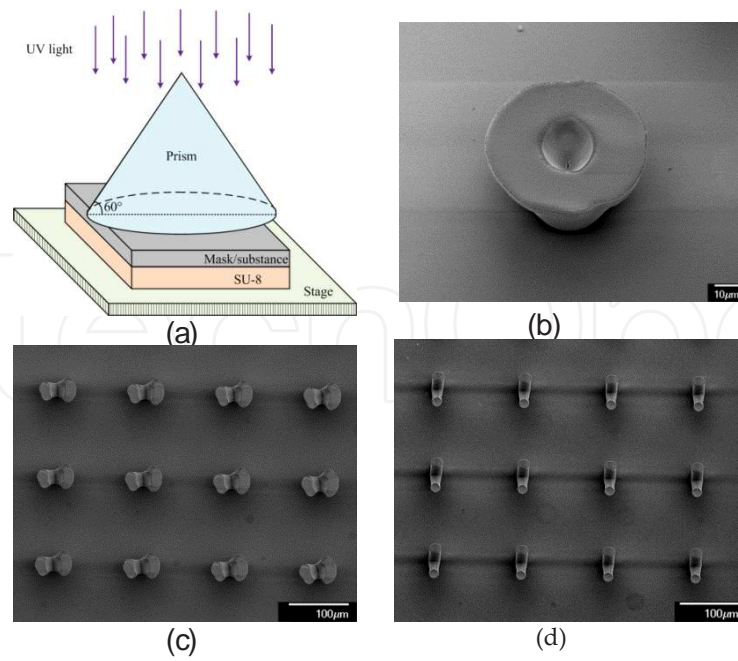 UV light
Prism
60°
Mask/substance
SU-8
Stage
(a)
10μm
(b)
100μm
(c)
100μm
(d)